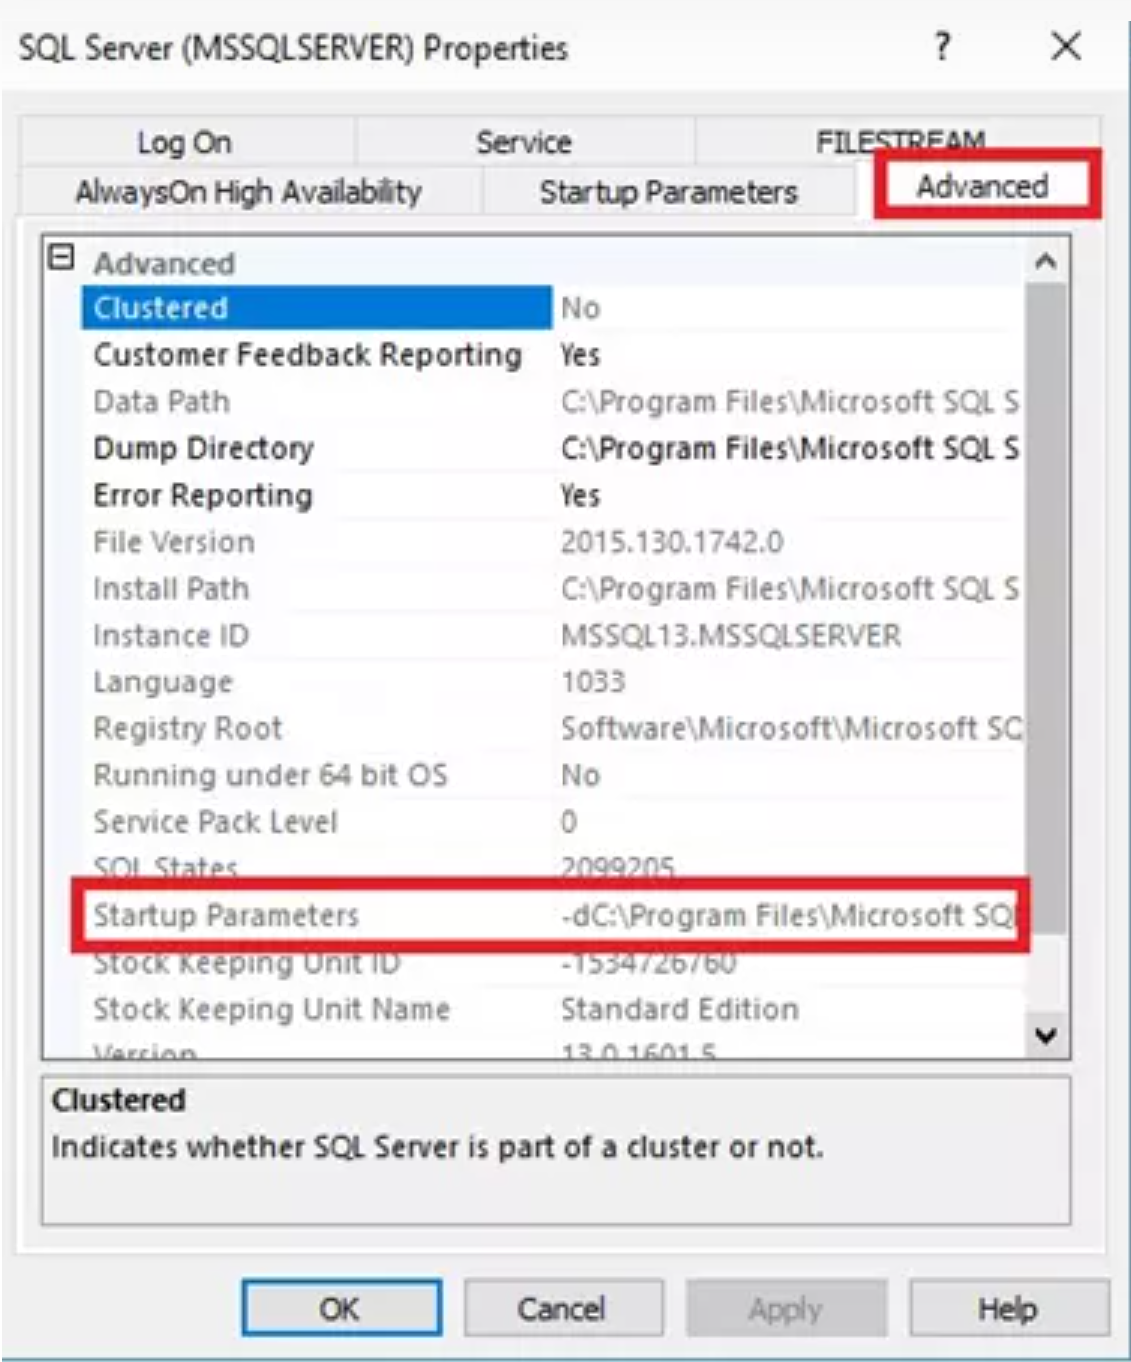 SQL Server (MSSQLSERVER) Properties ? X
Log On Service FILESTREAM
AlwaysOn High Availability Startup Parameters Advanced
Advanced
Clustered No
Customer Feedback Reporting Yes
Data Path C:\Program Files\Microsoft SQL S
Dump Directory C:\Program Files\Microsoft SQL S
Error Reporting Yes
File Version 2015.130.1742.0
Install Path C:\Program Files\Microsoft SQL S
Instance ID MSSQL13.MSSQLSERVER
Language 1033
Registry Root Software\Microsoft\Microsoft SQ
Running under 64 bit OS No
Service Pack Level 0
SQL States 2099205
Startup Parameters -dC:\Program Files\Microsoft SQ
Stock Keeping Unit ID -1534726760
Stock Keeping Unit Name Standard Edition
Version 13.0.1601.5
Clustered
Indicates whether SQL Server is part of a cluster or not.
OK Cancel Apply Help